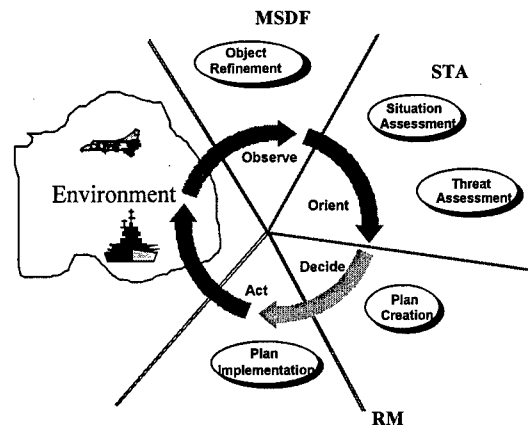 MSDF
Object
Refinement
STA
Situation
Assessment
Observe
Threat
Assessment
Environment
Orient
Decide
Act
Plan
Creation
Plan
Implementation
RM